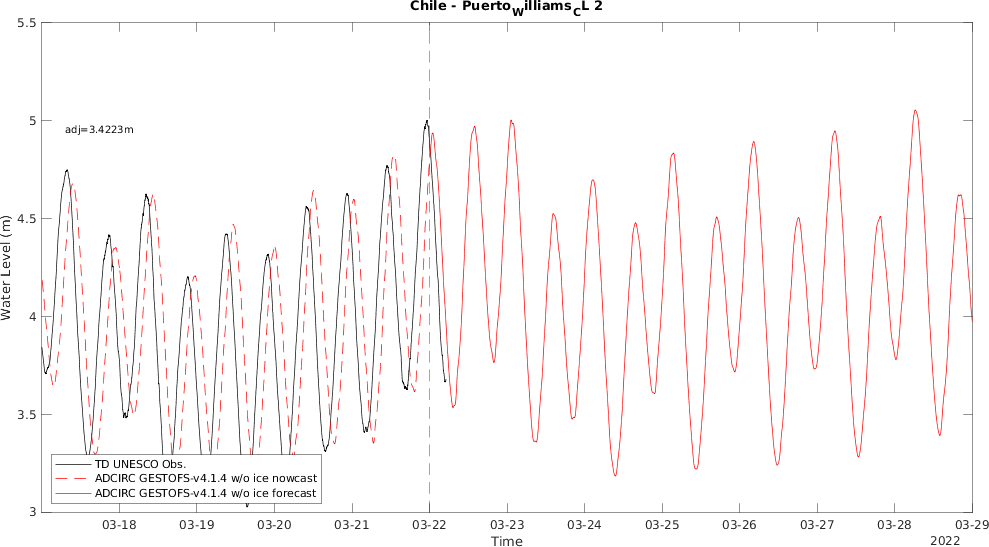 Chile - PuertoWilliamsCL 2
5.5
5
4.5
4
3.5
3
Water Level (m)
adj=3.4223m
TD UNESCO Obs.
ADCIRC GESTOFS-v4.1.4 w/o ice nowcast
ADCIRC GESTOFS-v4.1.4 w/o ice forecast
03-18 03-19 03-20 03-21 03-22 03-23 03-24 03-25 03-26 03-27 03-28 03-29
Time
2022